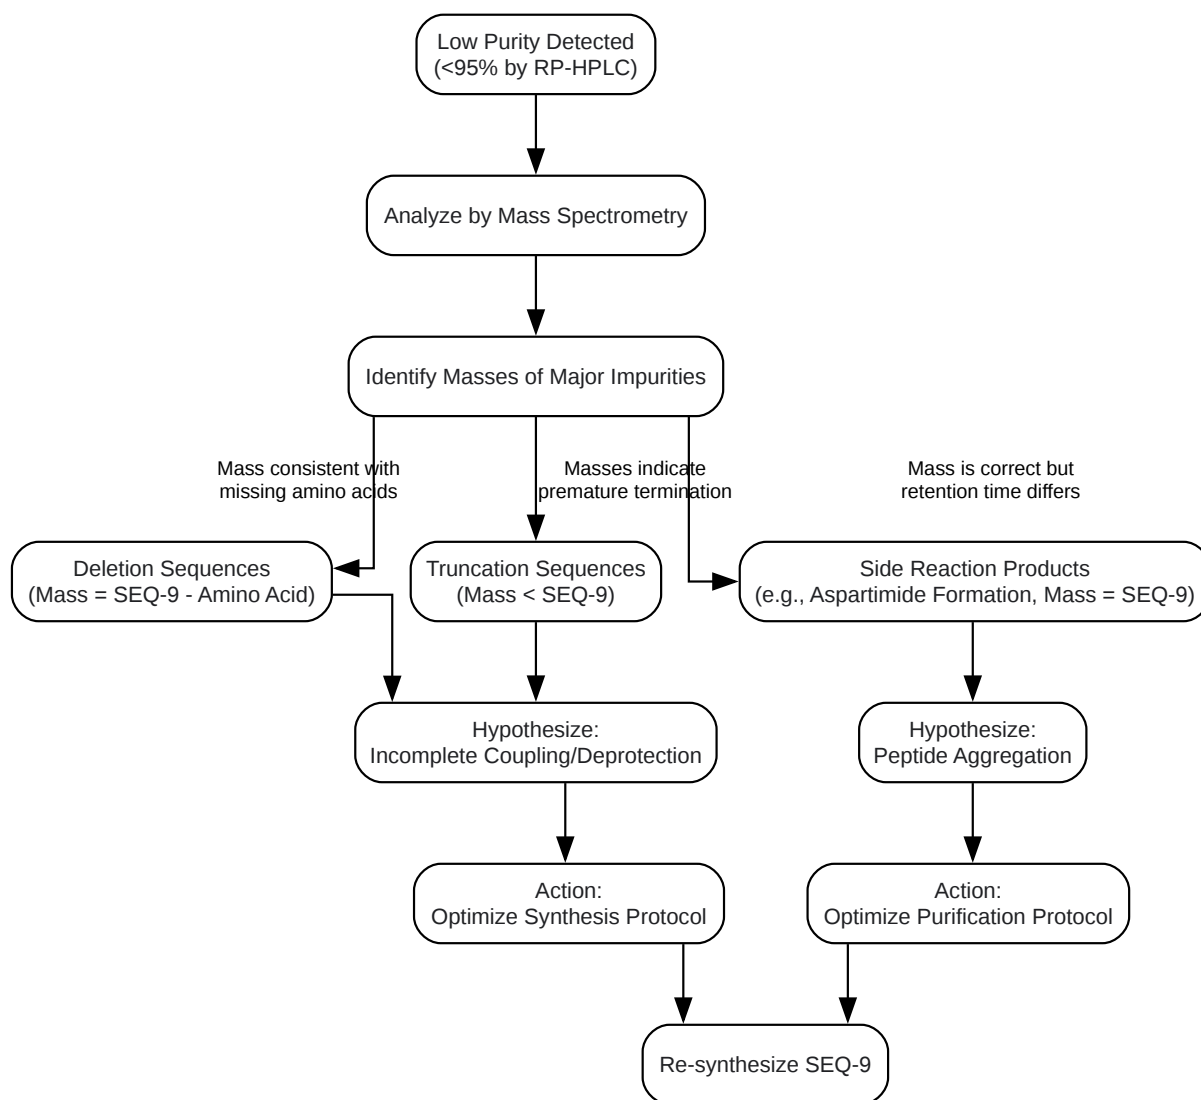 Low Purity Detected
(<95% by RP-HPLC)
Analyze by Mass Spectrometry
Identify Masses of Major Impurities
Mass consistent with
missing amino acids
Masses indicate
premature termination
Mass is correct but
retention time differs
Deletion Sequences
(Mass = SEQ-9 - Amino Acid)
Truncation Sequences
(Mass < SEQ-9)
Side Reaction Products
(e.g., Aspartimide Formation, Mass = SEQ-9)
Hypothesize:
Incomplete Coupling/Deprotection
Hypothesize:
Peptide Aggregation
Action:
Optimize Synthesis Protocol
Action:
Optimize Purification Protocol
Re-synthesize SEQ-9